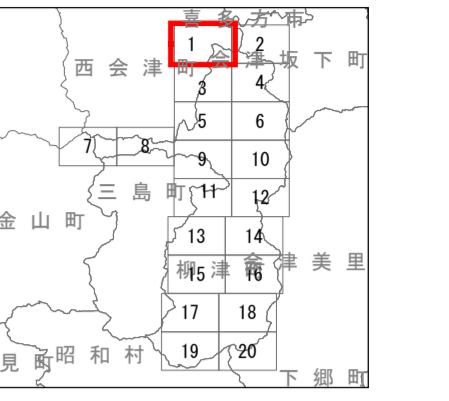 喜多方市
1 2
西会津町 会津坂下町
3 4
5 6
7 8 9 10
三島町 11 12
金山町
13 14
柳津町 会津美里
15 16
17 18
見町 昭和村 19 20
下郷町